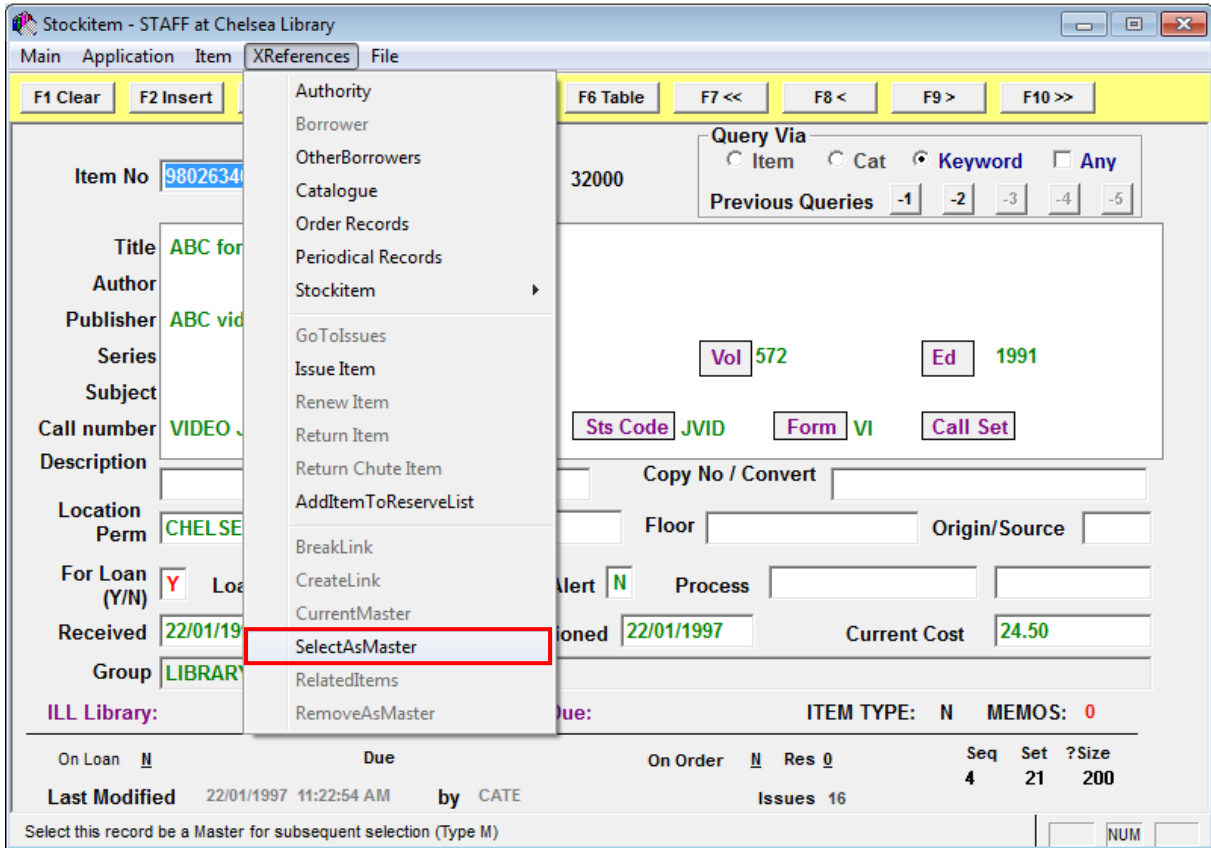 Stockitem - STAFF at Chelsea Library
Main Application Item XReferences File
F1 Clear F2 Insert F6 Table F7 << F8 < F9 > F10 >>
Authority
Borrower
OtherBorrowers
Catalogue
Order Records
Periodical Records
Stockitem
GoToIssues
Issue Item
Renew Item
Return Item
Return Chute Item
AddItemToReserveList
BreakLink
CreateLink
CurrentMaster
SelectAsMaster
RelatedItems
RemoveAsMaster
Query Via
Item Cat Keyword Any
Previous Queries -1 -2 -3 -4 -5
Item No 32000
Title ABC for
Author
Publisher ABC vid
Series Vol 572 Ed 1991
Subject
Call number VIDEO J Sts Code JVID Form VI Call Set
Description Copy No / Convert
Location
Perm CHELSE Floor Origin/Source
For Loan
(Y/N) Y Loa Alert N Process
Received 22/01/19 ioned 22/01/1997 Current Cost 24.50
Group LIBRARY
ILL Library: Due: ITEM TYPE: N MEMOS: 0
On Loan N Due On Order N Res 0 Seq Set ?Size
4 21 200
Last Modified 22/01/1997 11:22:54 AM by CATE Issues 16
Select this record be a Master for subsequent selection (Type M) NUM